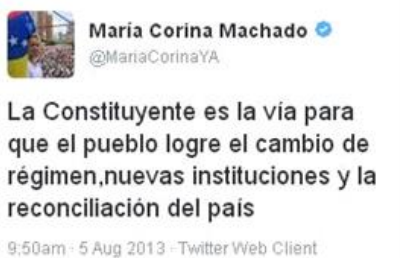 María Corina Machado
@MariaCorinaYA
La Constituyente es la vía para
que el pueblo logre el cambio de
régimen,nuevas instituciones y la
reconciliación del país
9:50am · 5 Aug 2013 · Twitter Web Client